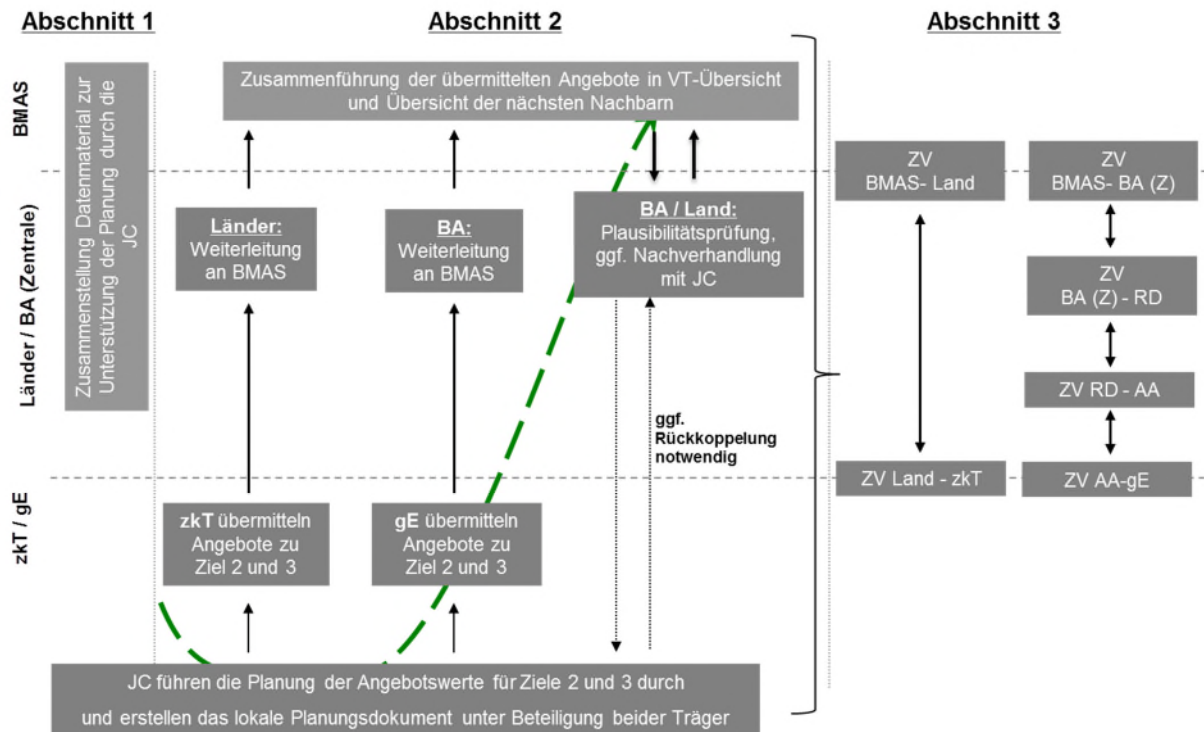 Abschnitt 1
Abschnitt 2
Abschnitt 3
BMAS
Länder / BA (Zentrale)
zkT / gE
Zusammenstellung Datenmaterial zur
Unterstützung der Planung durch die
JC
Zusammenführung der übermittelten Angebote in VT-Übersicht
und Übersicht der nächsten Nachbarn
Länder:
Weiterleitung
an BMAS
BA:
Weiterleitung
an BMAS
BA / Land:
Plausibilitätsprüfung,
ggf. Nachverhandlung
mit JC
ggf.
Rückkoppelung
notwendig
zkT übermitteln
Angebote zu
Ziel 2 und 3
gE übermitteln
Angebote zu
Ziel 2 und 3
JC führen die Planung der Angebotswerte für Ziele 2 und 3 durch
und erstellen das lokale Planungsdokument unter Beteiligung beider Träger
ZV
BMAS- Land
ZV Land - zkT
ZV
BMAS- BA (Z)
ZV
BA (Z) - RD
ZV RD - AA
ZV AA-gE